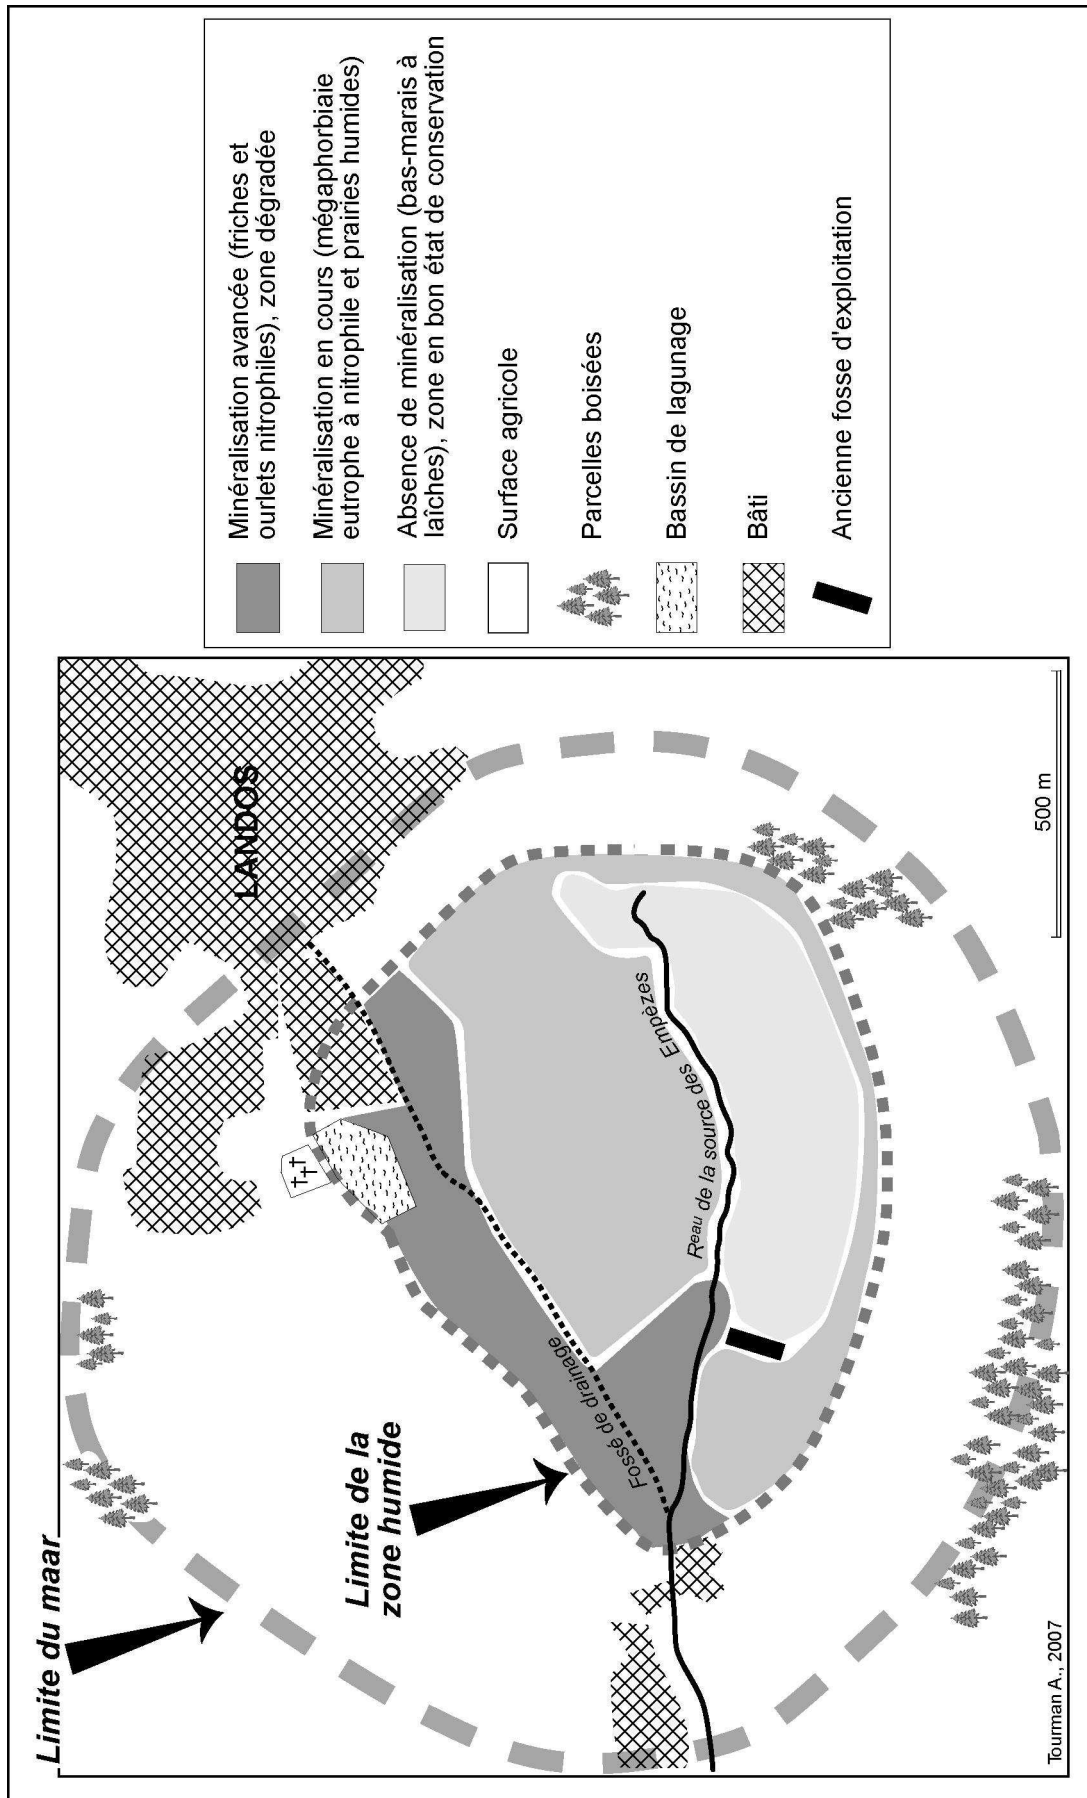 Limite du maar
LANDOS
Limite de la
zone humide
Fossé de drainage
Reau de la source des Empèzes
500 m
Tourman A., 2007
Minéralisation avancée (friches et
ourlets nitrophiles), zone dégradée
Minéralisation en cours (mégaphorbiaie
eutrophe à nitrophile et prairies humides)
Absence de minéralisation (bas-marais à
laîches), zone en bon état de conservation
Surface agricole
Parcelles boisées
Bassin de lagunage
Bâti
Ancienne fosse d'exploitation